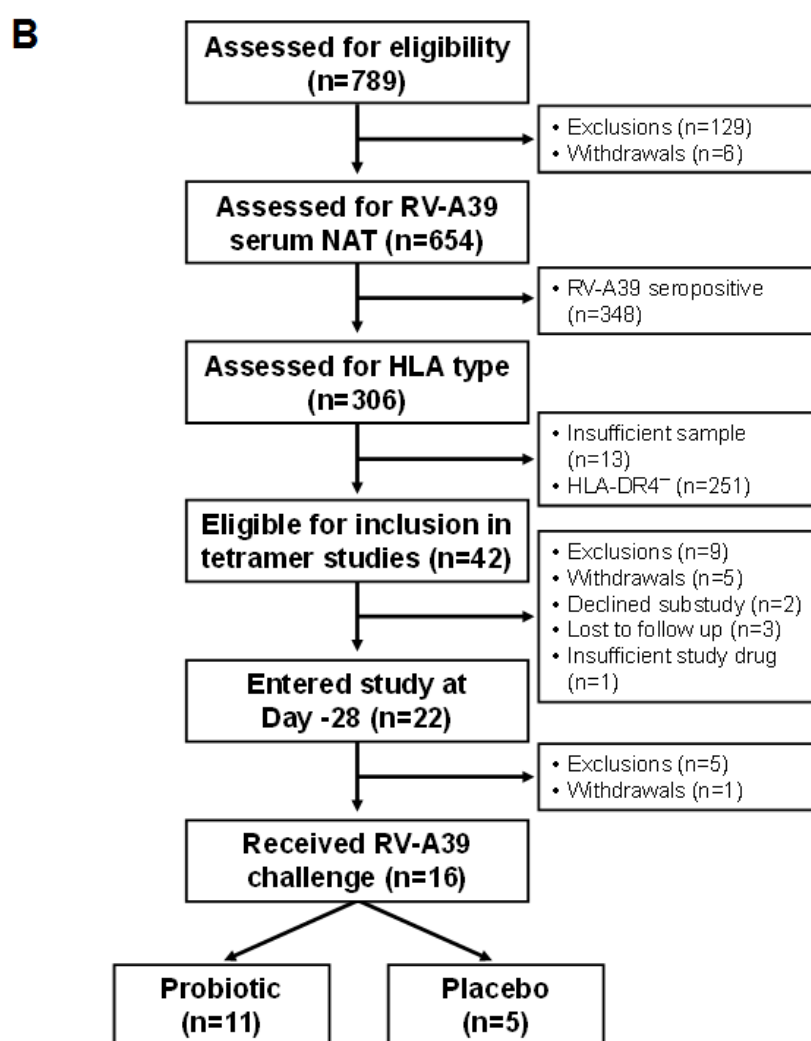 B
Assessed for eligibility
(n=789)
• Exclusions (n=129)
• Withdrawals (n=6)
Assessed for RV-A39
serum NAT (n=654)
• RV-A39 seropositive
(n=348)
Assessed for HLA type
(n=306)
• Insufficient sample
(n=13)
• HLA-DR4⁻ (n=251)
Eligible for inclusion in
tetramer studies (n=42)
• Exclusions (n=9)
• Withdrawals (n=5)
• Declined substudy (n=2)
• Lost to follow up (n=3)
• Insufficient study drug
(n=1)
Entered study at
Day -28 (n=22)
• Exclusions (n=5)
• Withdrawals (n=1)
Received RV-A39
challenge (n=16)
Probiotic
(n=11)
Placebo
(n=5)